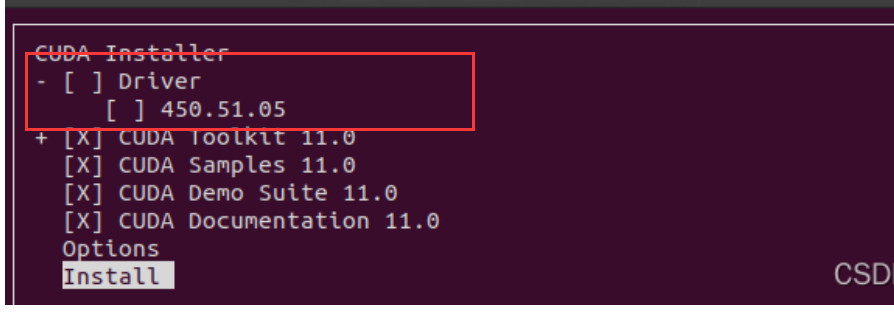 CUDA Installer
- [ ] Driver
[ ] 450.51.05
+ [X] CUDA Toolkit 11.0
[X] CUDA Samples 11.0
[X] CUDA Demo Suite 11.0
[X] CUDA Documentation 11.0
Options
Install
CSD